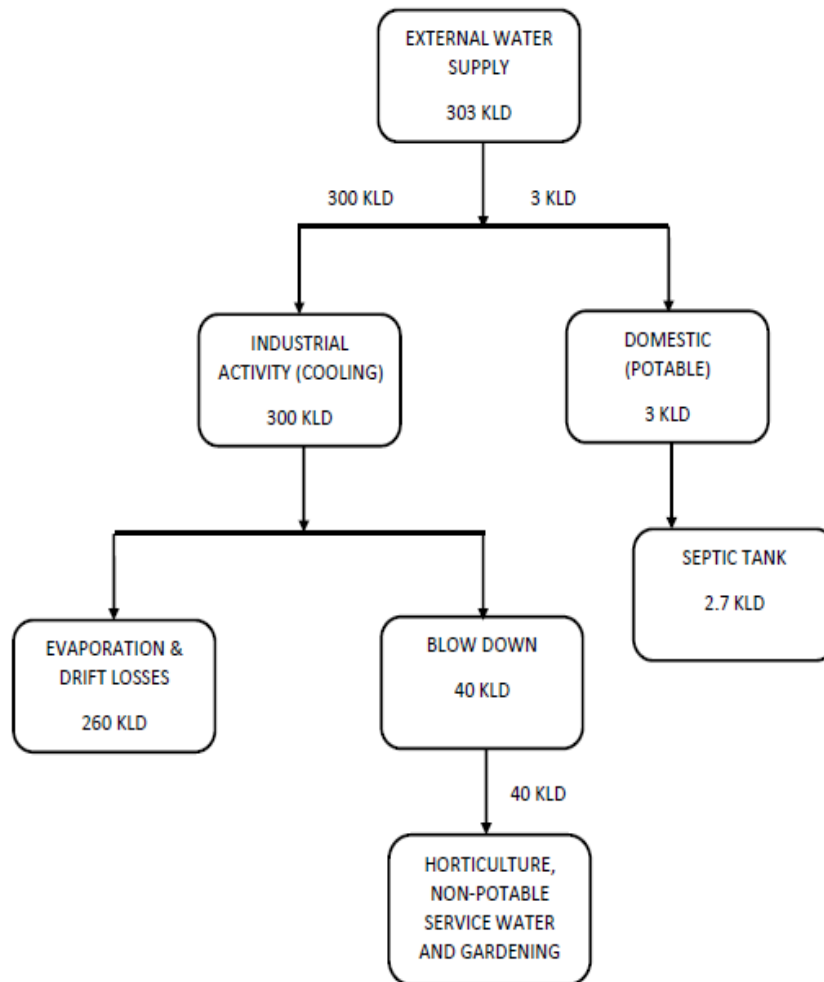 EXTERNAL WATER
SUPPLY
303 KLD
300 KLD
3 KLD
INDUSTRIAL
ACTIVITY (COOLING)
300 KLD
DOMESTIC
(POTABLE)
3 KLD
SEPTIC TANK
2.7 KLD
EVAPORATION &
DRIFT LOSSES
260 KLD
BLOW DOWN
40 KLD
40 KLD
HORTICULTURE,
NON-POTABLE
SERVICE WATER
AND GARDENING